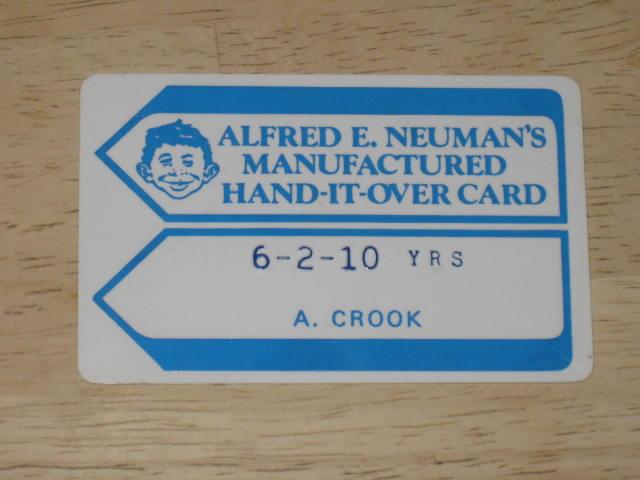 ALFRED E. NEUMAN'S
MANUFACTURED
HAND-IT-OVER CARD
6-2-10 YRS
A. CROOK